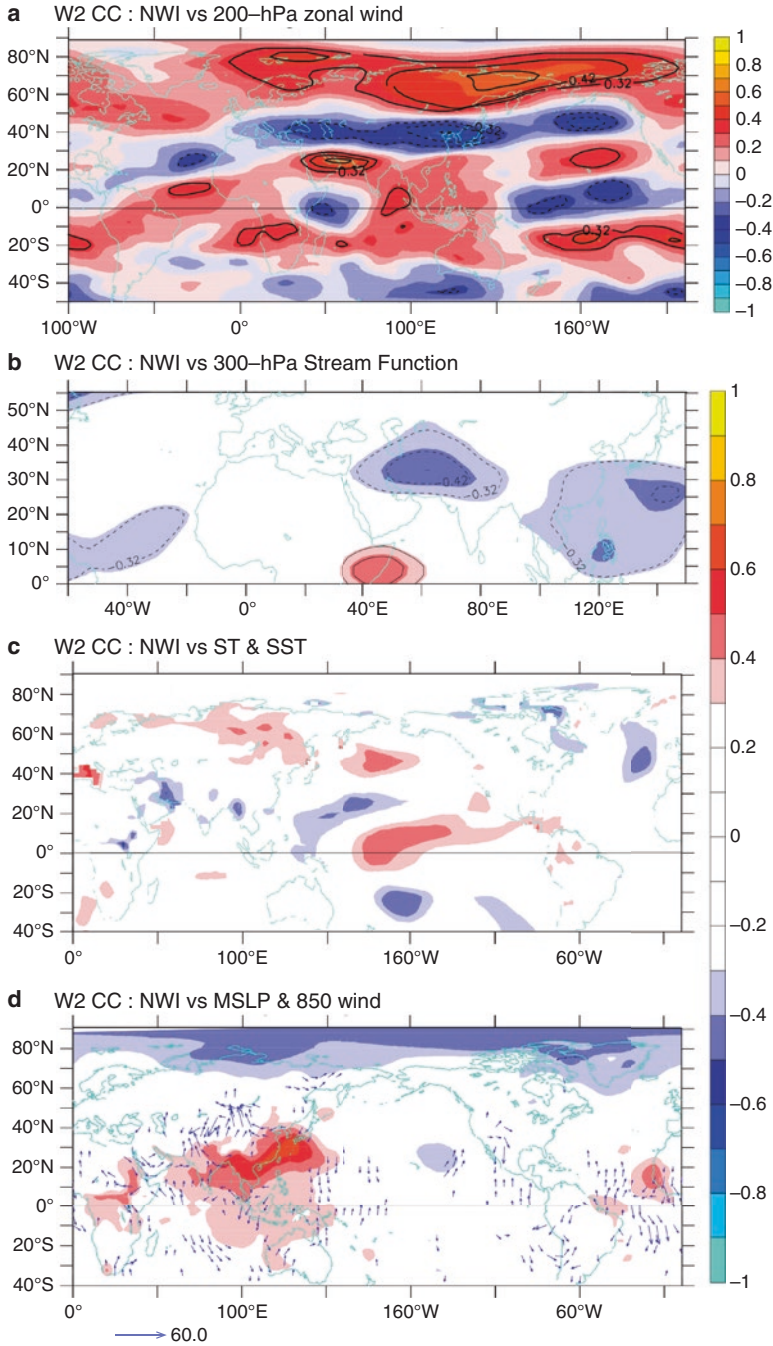 a W2 CC : NWI vs 200–hPa zonal wind
80°N
60°N
40°N
20°N
0°
20°S
40°S
100°W 0° 100°E 160°W
–0.42 0.32
–0.32
0.32
0.32
1
0.8
0.6
0.4
0.2
0
–0.2
–0.4
–0.6
–0.8
–1
b W2 CC : NWI vs 300–hPa Stream Function
50°N
40°N
30°N
20°N
10°N
0°
40°W 0° 40°E 80°E 120°E
–0.32
–0.42
–0.32
–0.32
1
0.8
0.6
0.4
0.2
0
–0.2
–0.4
–0.6
–0.8
–1
c W2 CC : NWI vs ST & SST
80°N
60°N
40°N
20°N
0°
20°S
40°S
0° 100°E 160°W 60°W
d W2 CC : NWI vs MSLP & 850 wind
80°N
60°N
40°N
20°N
0°
20°S
40°S
0° 100°E 160°W 60°W
60.0